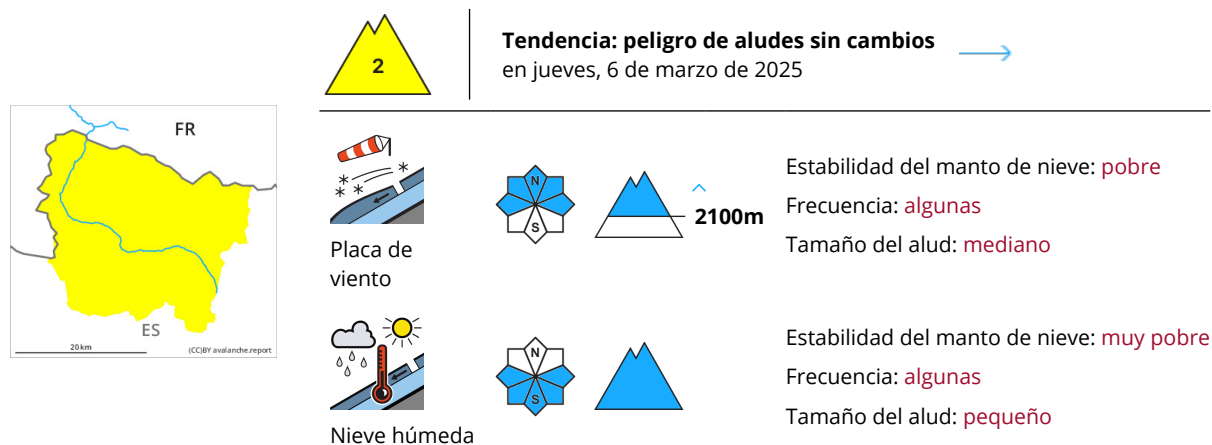 2
Tendencia: peligro de aludes sin cambios
en jueves, 6 de marzo de 2025
FR
ES
20 km
(CC)BY avalanche.report
N
S
2100m
Placa de
viento
Estabilidad del manto de nieve: pobre
Frecuencia: algunas
Tamaño del alud: mediano
N
S
Nieve húmeda
Estabilidad del manto de nieve: muy pobre
Frecuencia: algunas
Tamaño del alud: pequeño